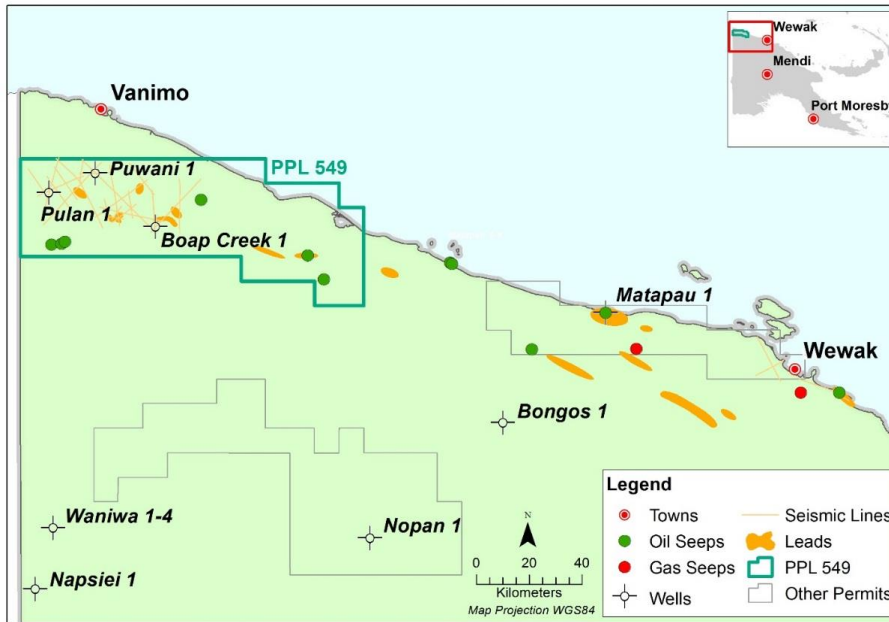 Wewak
Mendi
Port Moresby
Vanimo
PPL 549
Puwani 1
Pulan 1
Boap Creek 1
Matapau 1
Wewak
Bongos 1
Waniwa 1-4
Nopan 1
Napsiei 1
N
0 20 40
Kilometers
Map Projection WGS84
Legend
Towns
Oil Seeps
Gas Seeps
Wells
Seismic Lines
Leads
PPL 549
Other Permits